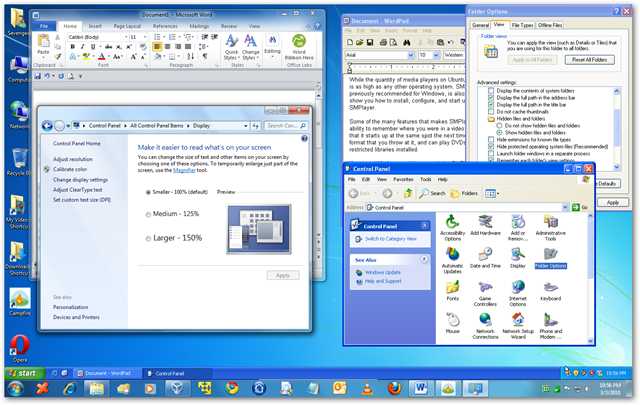 Document1 - Microsoft Word
File
Home
Insert
Page Layout
References
Mailings
Review
View
Calibri (Body)
11
Paste
Clipboard
Font
Paragraph
Styles
Editing
Word
Ribbon Hero
Office Labs
Control Panel
All Control Panel Items
Display
Search Con...
Control Panel Home
Adjust resolution
Calibrate color
Change display settings
Adjust ClearType text
Set custom text size (DPI)
See also
Personalization
Devices and Printers
Make it easier to read what's on your screen
You can change the size of text and other items on your screen by
choosing one of these options. To temporarily enlarge just part of the
screen, use the Magnifier tool.
Smaller - 100% (default)
Preview
Medium - 125%
Larger - 150%
Apply
Document - WordPad
File Edit View Insert Format Help
Arial
10
Western
While the quantity of media players on Ubuntu
is as high as any other operating system. SMP
previously recommended for Windows, is also
show you how to install, configure, and start u
SMPlayer.
Some of the many features that makes SMPla
ability to remember where you were in a video
that it starts up at the same spot the next time
format that you throw at it, and can play DVDs
restricted libraries installed.
Folder Options
General
View
File Types
Offline Files
Folder views
You can apply the view (such as Details or Tiles) that
you are using for this folder to all folders.
Apply to All Folders
Reset All Folders
Advanced settings:
Display the contents of system folders
Display the full path in the address bar
Display the full path in the title bar
Do not cache thumbnails
Hidden files and folders
Do not show hidden files and folders
Show hidden files and folders
Hide extensions for known file types
Hide protected operating system files (Recommended)
Launch folder windows in a separate process
Remember each folder's view settings
Defaults
Apply
Control Panel
File Edit View Favorites Tools Help
Back
Search
Folders
Address
Control Panel
Go
Control Panel
Switch to Category View
See Also
Windows Update
Help and Support
Accessibility
Options
Add Hardware
Add or
Remov...
Administrative
Tools
Automatic
Updates
Date and Time
Display
Folder Options
Fonts
Game
Controllers
Internet
Options
Keyboard
Mouse
Network
Connections
Network Setup
Wizard
Phone and
Modem ...
Recycle Bin
My Video
Shortcut
Download
Shortcut
Campfire
Opera
start
Document - WordPad
Control Panel
10:56 PM
10:56 PM